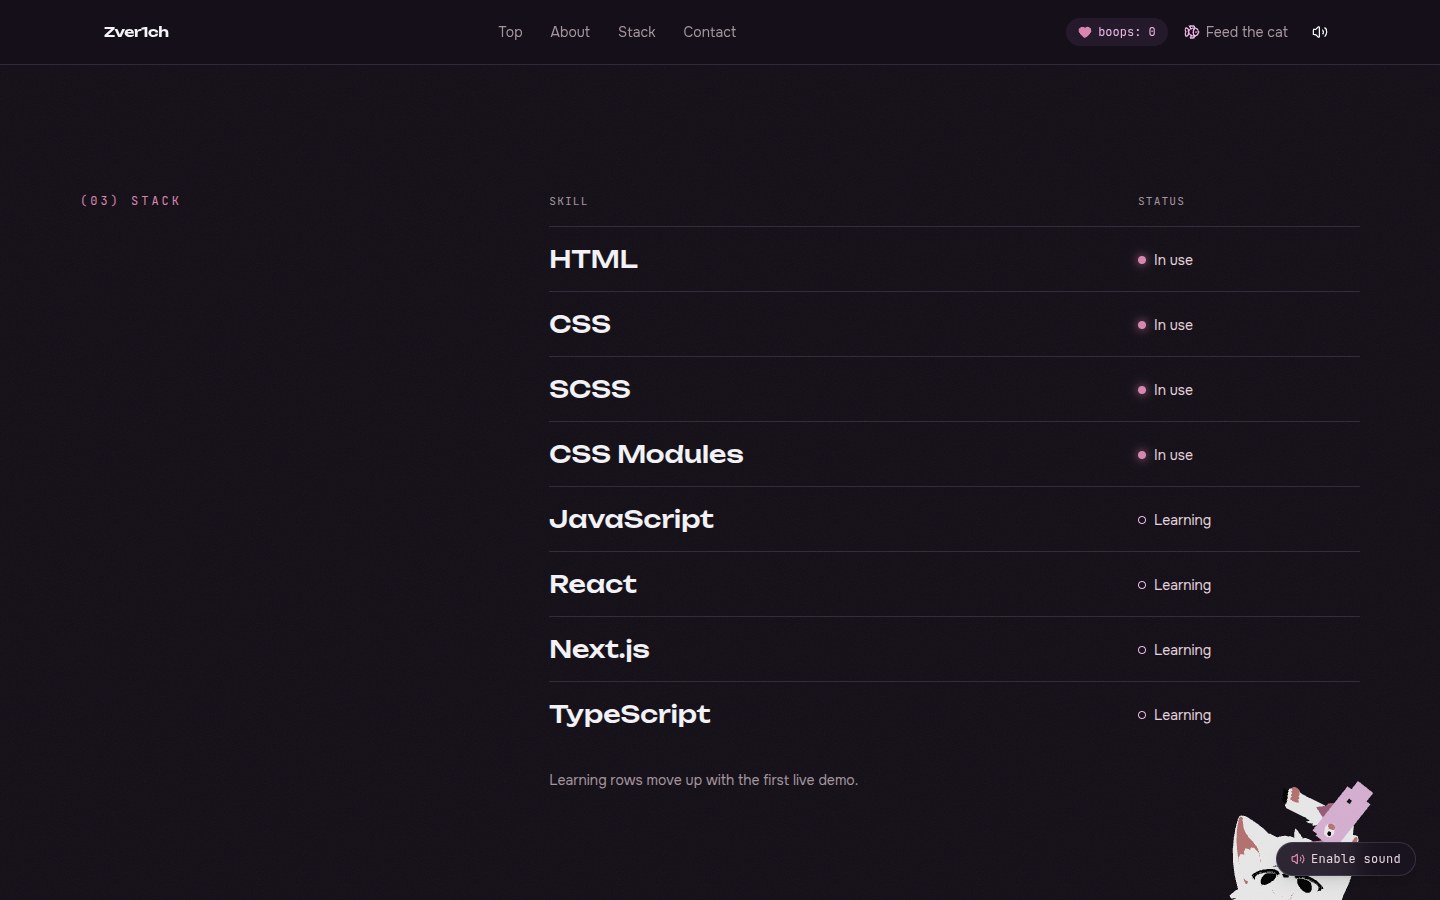 Zver1ch
Top About Stack Contact
boops: 0
Feed the cat
(03) STACK
SKILL STATUS
HTML In use
CSS In use
SCSS In use
CSS Modules In use
JavaScript Learning
React Learning
Next.js Learning
TypeScript Learning
Learning rows move up with the first live demo.
Enable sound